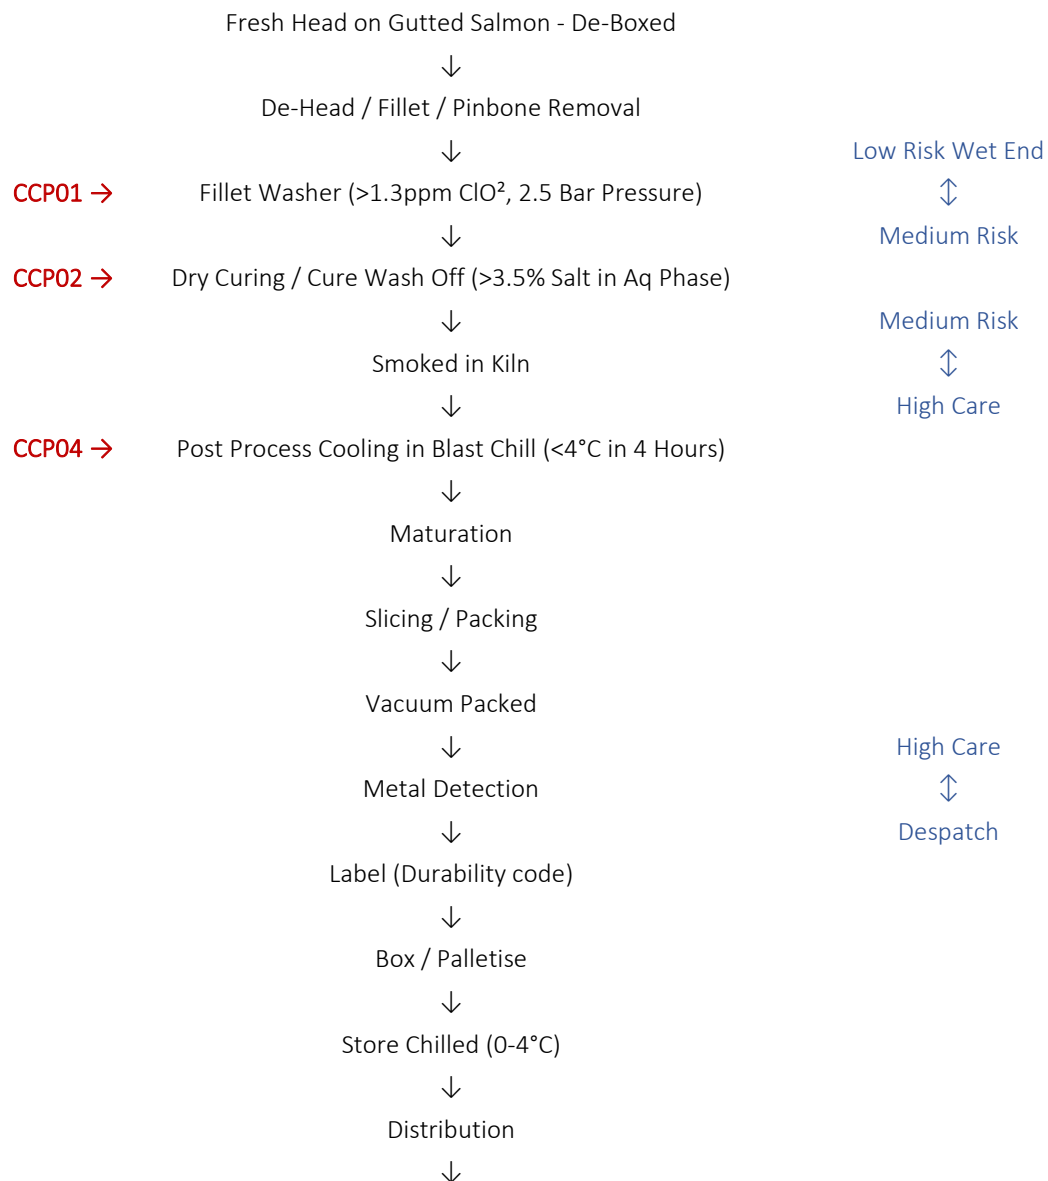 Fresh Head on Gutted Salmon - De-Boxed
↓
De-Head / Fillet / Pinbone Removal
↓
Low Risk Wet End
CCP01 → Fillet Washer (>1.3ppm ClO², 2.5 Bar Pressure)
↕
↓
Medium Risk
CCP02 → Dry Curing / Cure Wash Off (>3.5% Salt in Aq Phase)
↓
Medium Risk
Smoked in Kiln
↕
↓
High Care
CCP04 → Post Process Cooling in Blast Chill (<4°C in 4 Hours)
↓
Maturation
↓
Slicing / Packing
↓
Vacuum Packed
↓
High Care
Metal Detection
↕
↓
Despatch
Label (Durability code)
↓
Box / Palletise
↓
Store Chilled (0-4°C)
↓
Distribution
↓